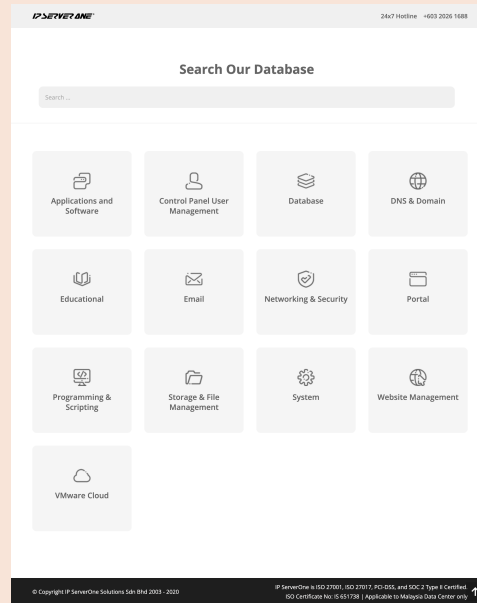 IP SERVER ONE
24x7 Hotline +603 2026 1688
Search Our Database
Search ...
Applications and
Software
Control Panel User
Management
Database
DNS & Domain
Educational
Email
Networking & Security
Portal
Programming &
Scripting
Storage & File
Management
System
Website Management
VMware Cloud
© Copyright IP ServerOne Solutions Sdn Bhd 2003 - 2020
IP ServerOne is ISO 27001, ISO 27017, PCI-DSS, and SOC 2 Type II Certified.
ISO Certificate No: IS 651738 | Applicable to Malaysia Data Center only